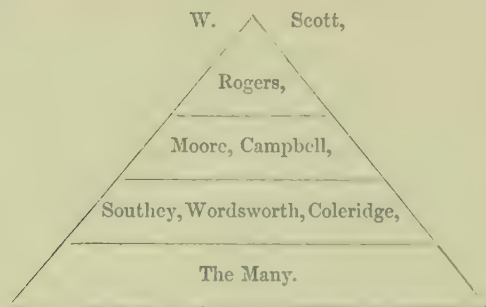 W. Scott,
Rogers,
Moore, Campbell,
Southey, Wordsworth, Coleridge,
The Many.